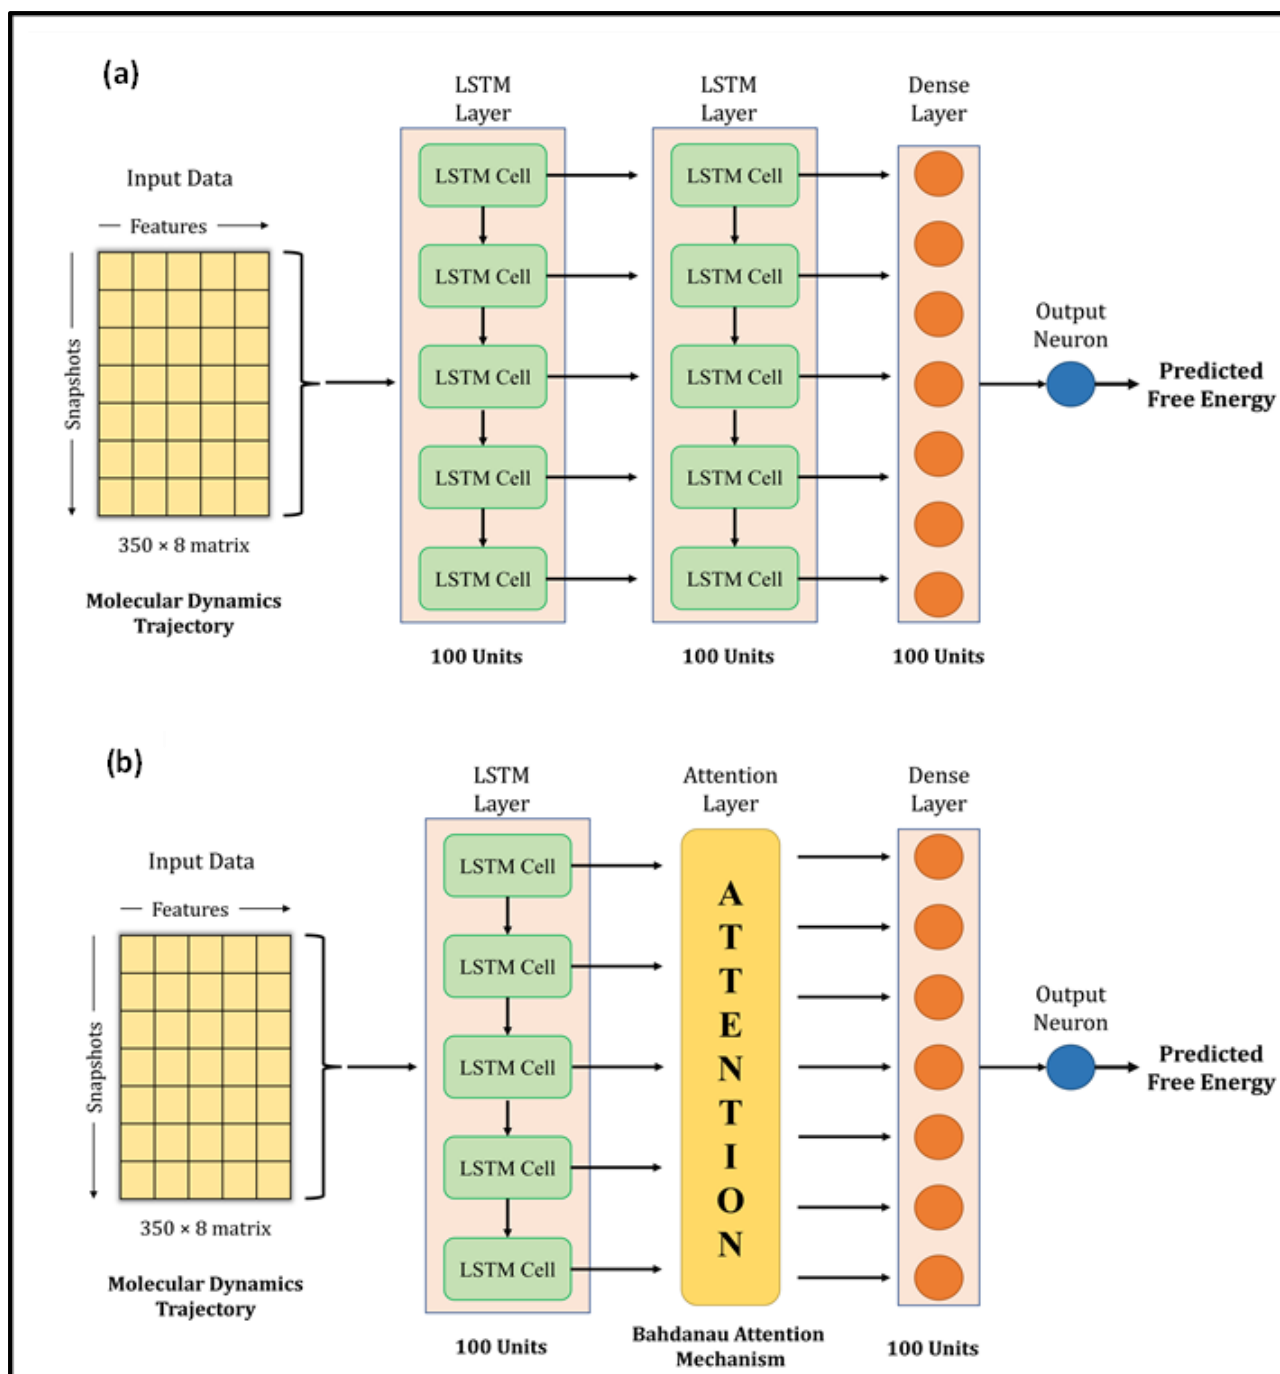 (a)
Input Data
Features
Snapshots
350 × 8 matrix
Molecular Dynamics
Trajectory
LSTM
Layer
LSTM Cell
LSTM Cell
LSTM Cell
LSTM Cell
LSTM Cell
100 Units
LSTM
Layer
LSTM Cell
LSTM Cell
LSTM Cell
LSTM Cell
LSTM Cell
100 Units
Dense
Layer
100 Units
Output
Neuron
Predicted
Free Energy
(b)
Input Data
Features
Snapshots
350 × 8 matrix
Molecular Dynamics
Trajectory
LSTM
Layer
LSTM Cell
LSTM Cell
LSTM Cell
LSTM Cell
LSTM Cell
100 Units
Attention
Layer
ATTENTION
Bahdanau Attention
Mechanism
Dense
Layer
100 Units
Output
Neuron
Predicted
Free Energy